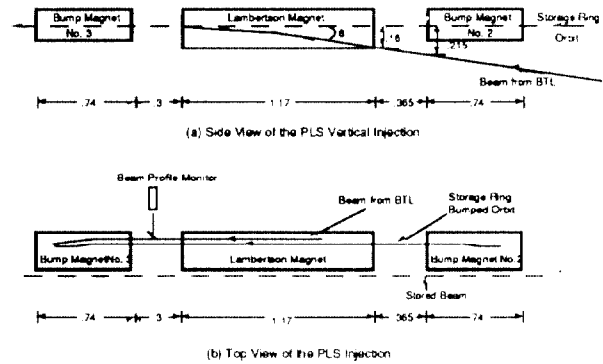 Bump Magnet No. 3
Lambertson Magnet
Bump Magnet No. 2
Storage Ring Orbit
8
.16
.215
Beam from BTL
.74 .3 1.17 .365 .74
(a) Side View of the PLS Vertical Injection
Beam Profile Monitor
Beam from BTL
Storage Ring Bumped Orbit
Bump Magnet No.
Lambertson Magnet
Bump Magnet No.2
Stored Beam
.74 .3 1.17 .365 .74
(b) Top View of the PLS Injection